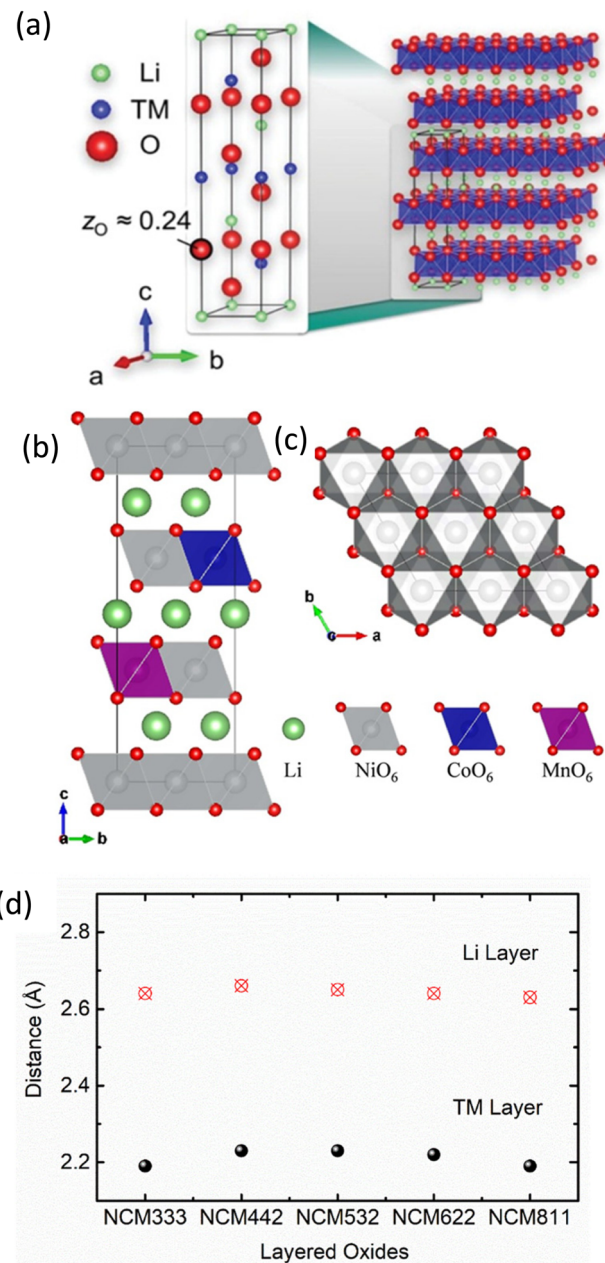 (a)
Li
TM
O
zO ≈ 0.24
c
a
b
(b)
(c)
b
c
a
c
a
b
Li
NiO6
CoO6
MnO6
(d)
2.8
2.6
2.4
2.2
Distance (Å)
Li Layer
TM Layer
NCM333 NCM442 NCM532 NCM622 NCM811
Layered Oxides